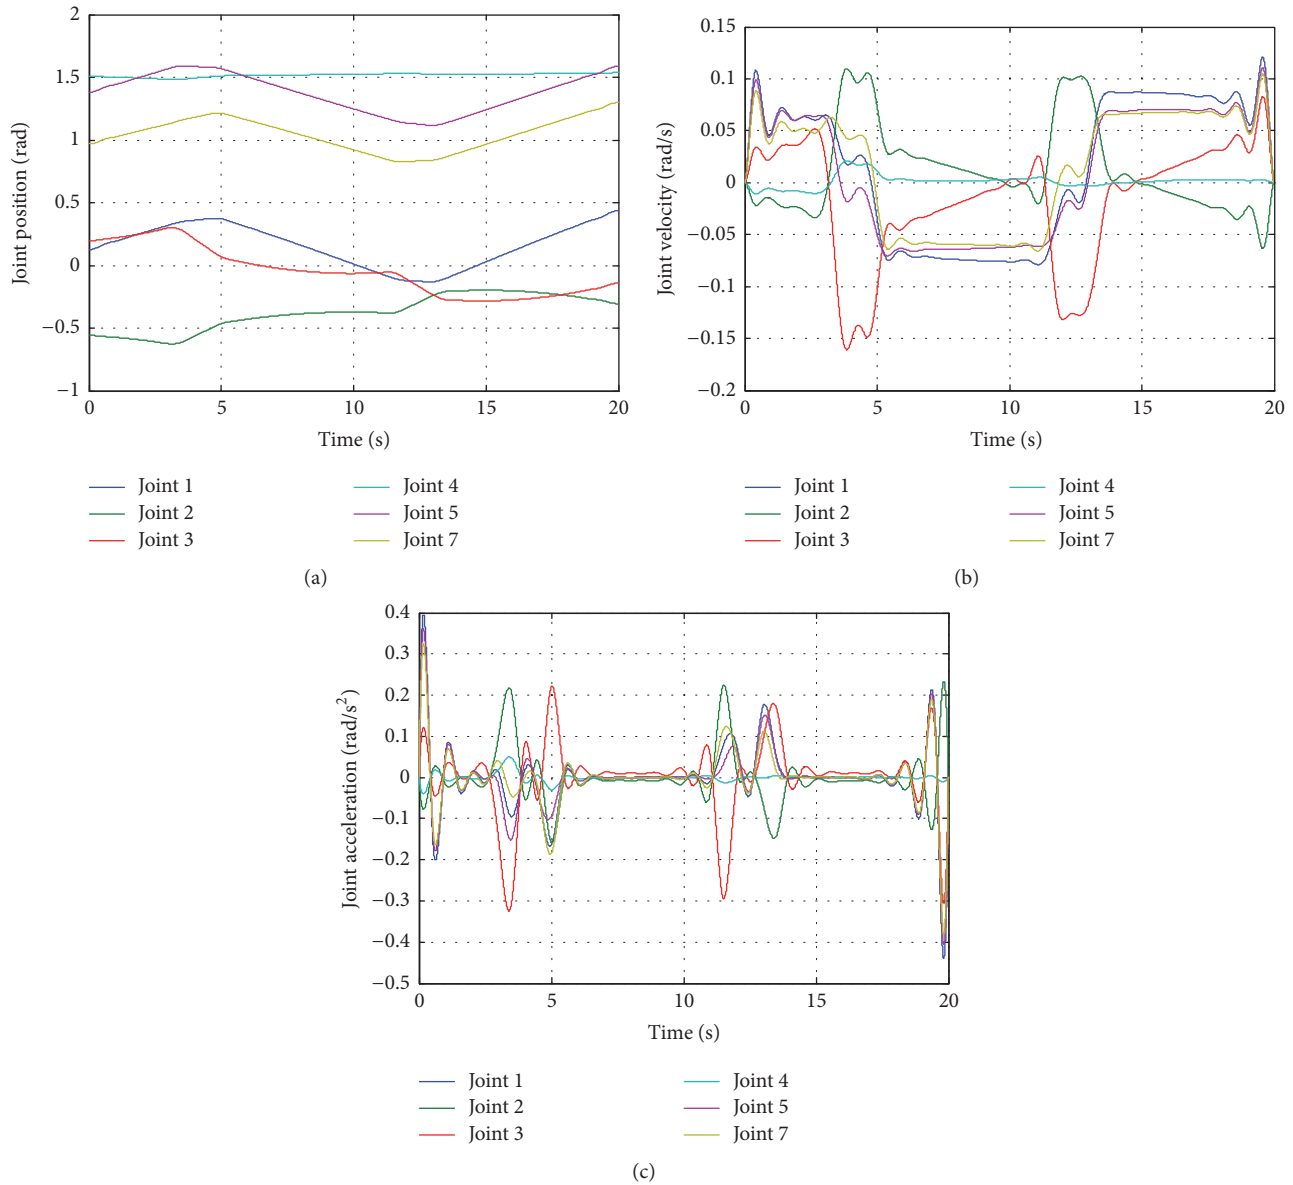 2
1.5
1
0.5
0
−0.5
−1
Joint position (rad)
0 5 10 15 20
Time (s)
Joint 1
Joint 2
Joint 3
Joint 4
Joint 5
Joint 7
(a)
0.15
0.1
0.05
0
−0.05
−0.1
−0.15
−0.2
Joint velocity (rad/s)
0 5 10 15 20
Time (s)
Joint 1
Joint 2
Joint 3
Joint 4
Joint 5
Joint 7
(b)
0.4
0.3
0.2
0.1
0
−0.1
−0.2
−0.3
−0.4
−0.5
Joint acceleration (rad/s²)
0 5 10 15 20
Time (s)
Joint 1
Joint 2
Joint 3
Joint 4
Joint 5
Joint 7
(c)